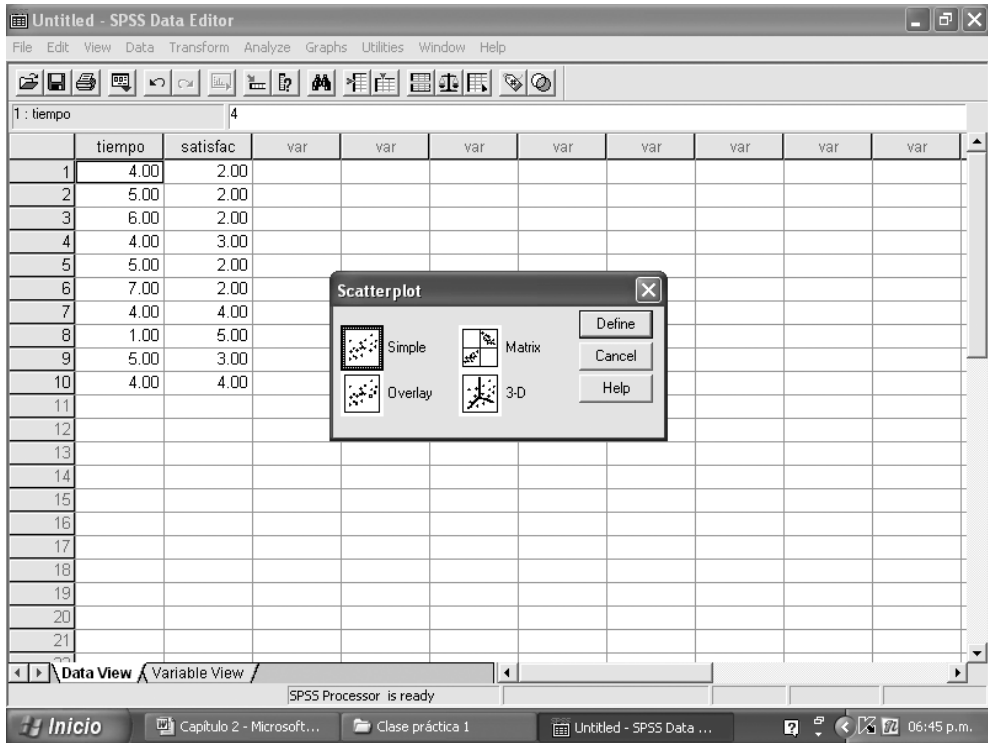 Untitled - SPSS Data Editor
File Edit View Data Transform Analyze Graphs Utilities Window Help
1 : tiempo 4
tiempo satisfac var var var var var var var var
1 4.00 2.00
2 5.00 2.00
3 6.00 2.00
4 4.00 3.00
5 5.00 2.00
6 7.00 2.00
7 4.00 4.00
8 1.00 5.00
9 5.00 3.00
10 4.00 4.00
11
12
13
14
15
16
17
18
19
20
21
Scatterplot
Simple Matrix Define
Cancel
Overlay 3-D Help
Data View Variable View
SPSS Processor is ready
Inicio Capítulo 2 - Microsoft... Clase práctica 1 Untitled - SPSS Data ... 06:45 p.m.